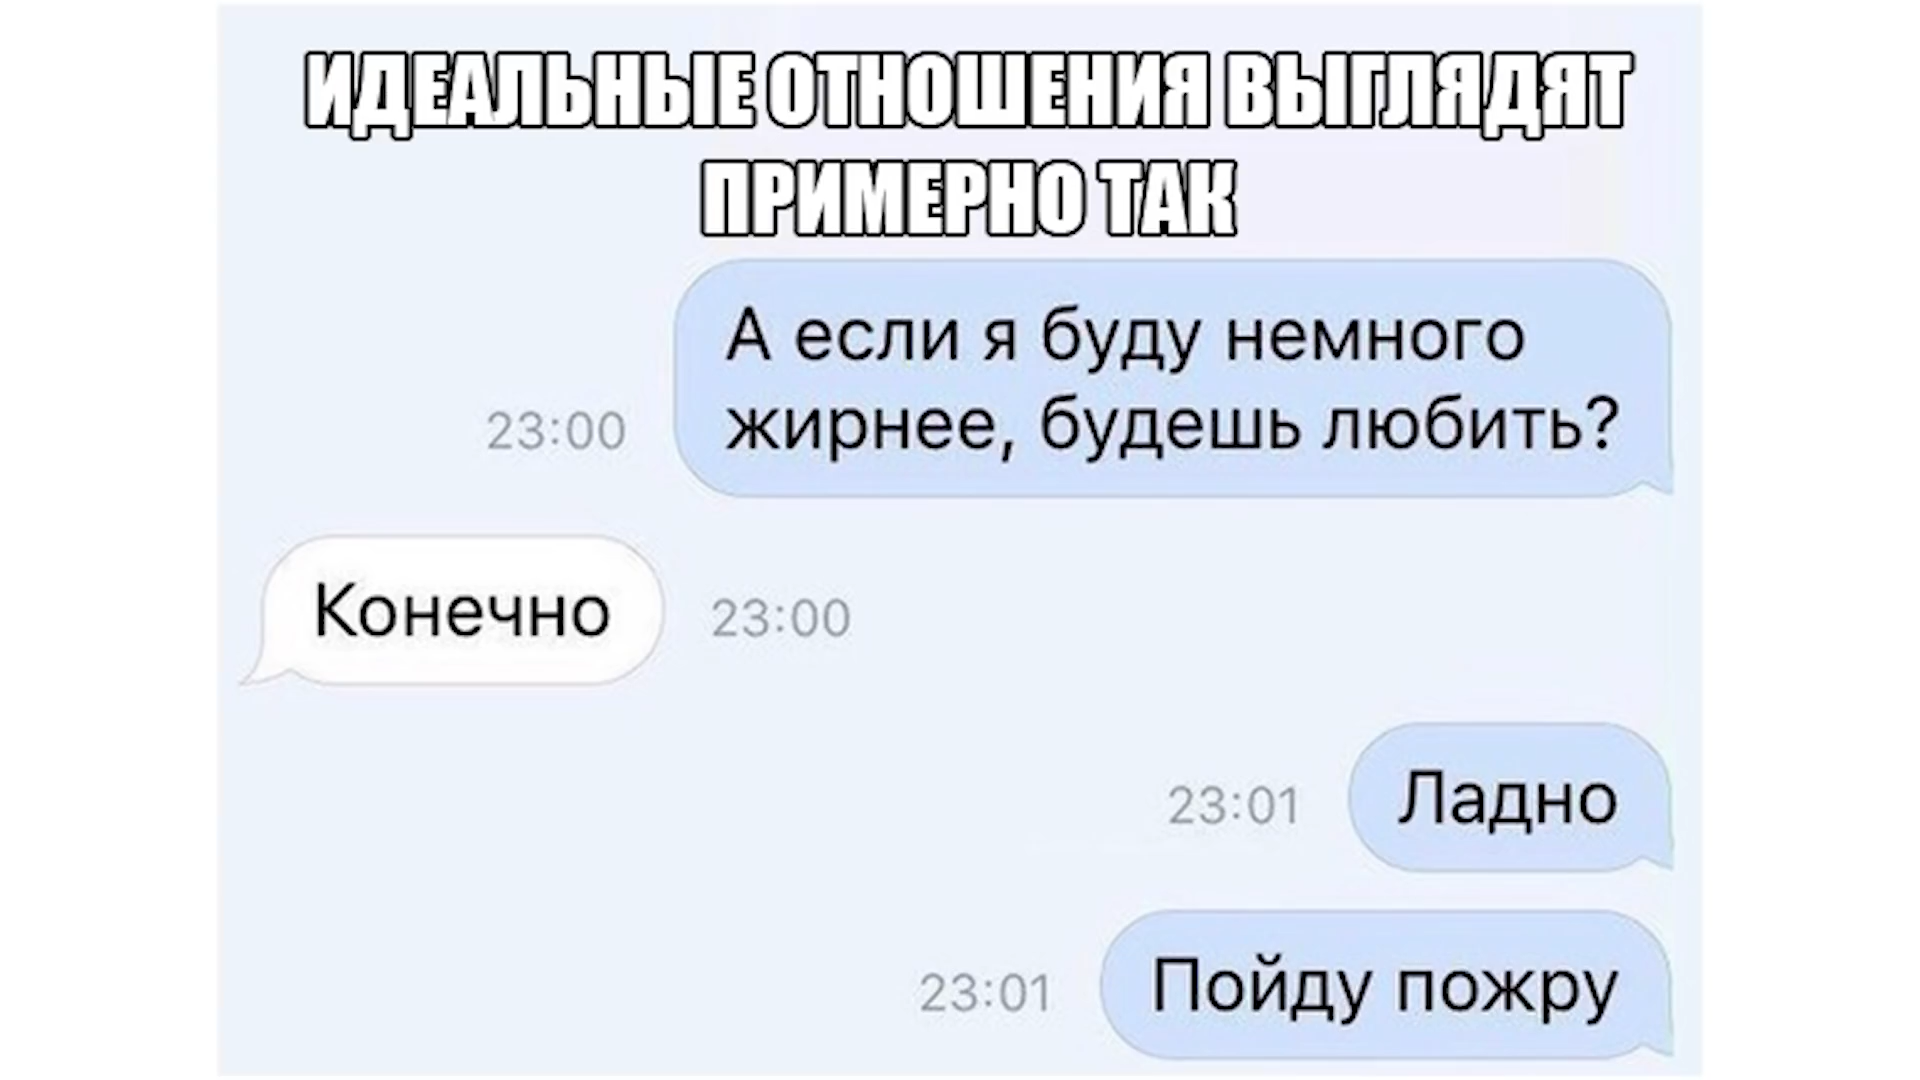 ИДЕАЛЬНЫЕ ОТНОШЕНИЯ ВЫГЛЯДЯТ
ПРИМЕРНО ТАК
А если я буду немного
жирнее, будешь любить?
23:00
Конечно
23:00
23:01
Ладно
23:01
Пойду пожру